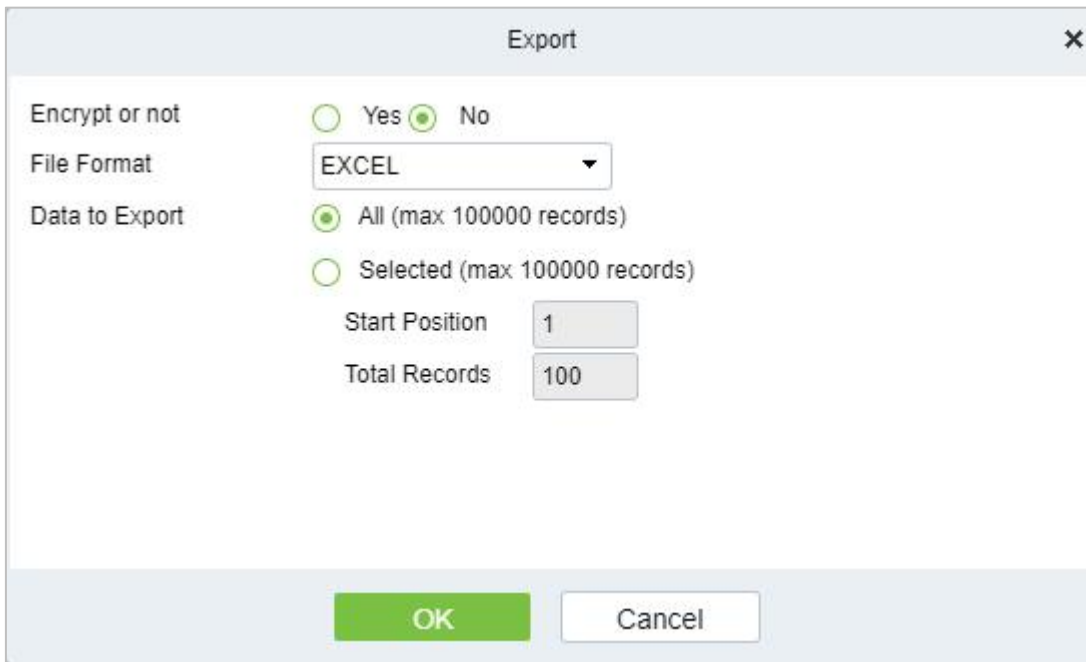 Export
Encrypt or not Yes No
File Format EXCEL
Data to Export All (max 100000 records)
Selected (max 100000 records)
Start Position 1
Total Records 100
OK Cancel